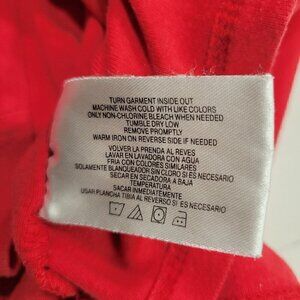 TURN GARMENT INSIDE OUT
MACHINE WASH COLD WITH LIKE COLORS
ONLY NON-CHLORINE BLEACH WHEN NEEDED
TUMBLE DRY LOW
REMOVE PROMPTLY
WARM IRON ON REVERSE SIDE IF NEEDED
VOLVER LA PRENDA AL REVES
LAVAR EN LAVADORA CON AGUA
FRIA CON COLORES SIMILARES
SOLAMENTE BLANQUEADOR SIN CLORO SI ES NECESARIO
SECAR EN SECADORA A BAJA
TEMPERATURA
SACAR INMEDIATAMENTE
USAR PLANCHA TIBIA AL REVERSO SI ES NECESARIO